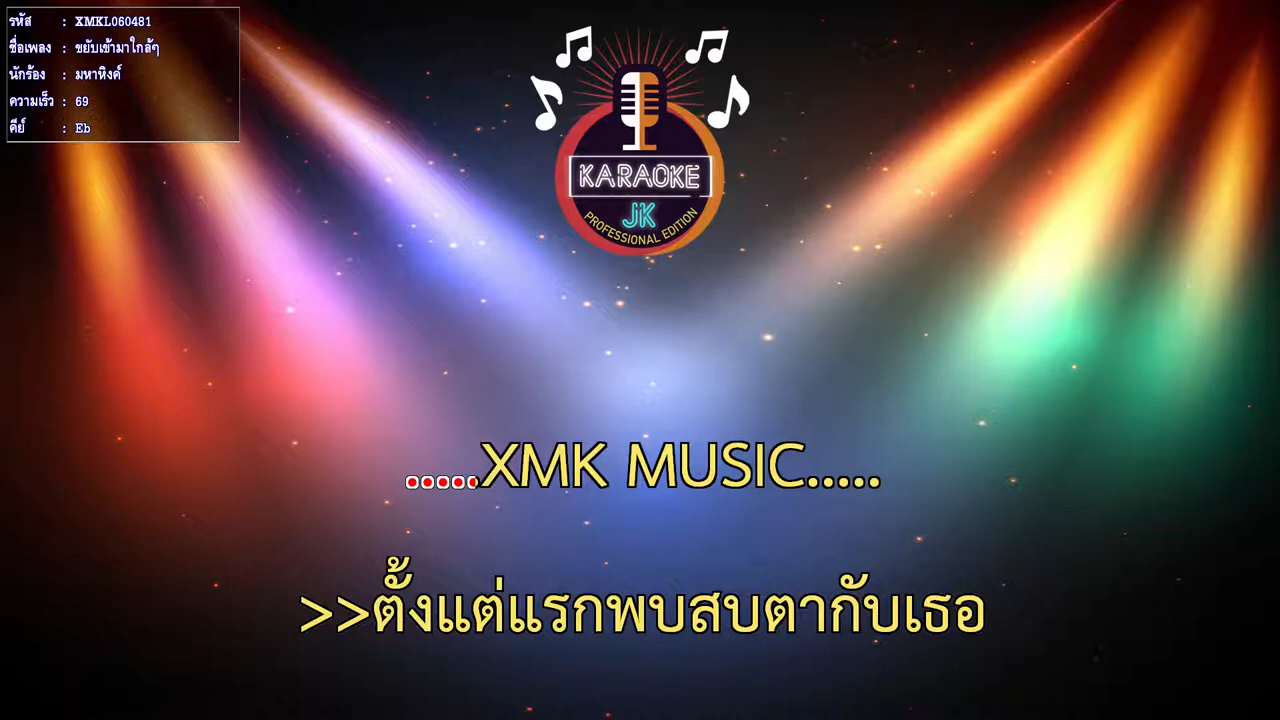 รหัส : XMKL060481
ชื่อเพลง : ขยับเข้ามาใกล้ๆ
นักร้อง : มหาหิงค์
ความเร็ว : 69
คีย์ : Eb
KARAOKE
JK
PROFESSIONAL EDITION
.....XMK MUSIC.....
>>ตั้งแต่แรกพบสบตากับเธอ